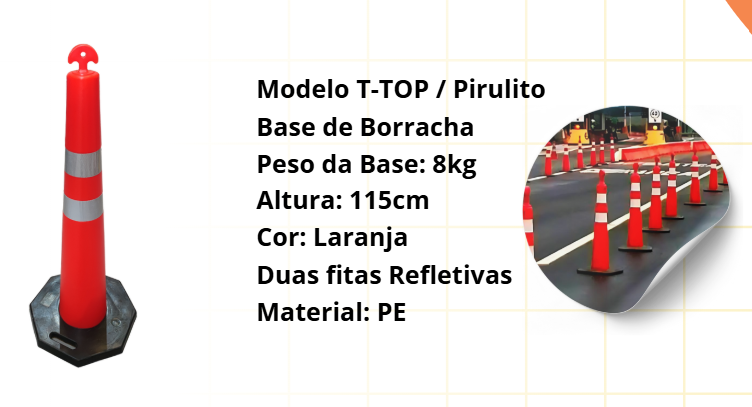 Modelo T-TOP / Pirulito
Base de Borracha
Peso da Base: 8kg
Altura: 115cm
Cor: Laranja
Duas fitas Refletivas
Material: PE